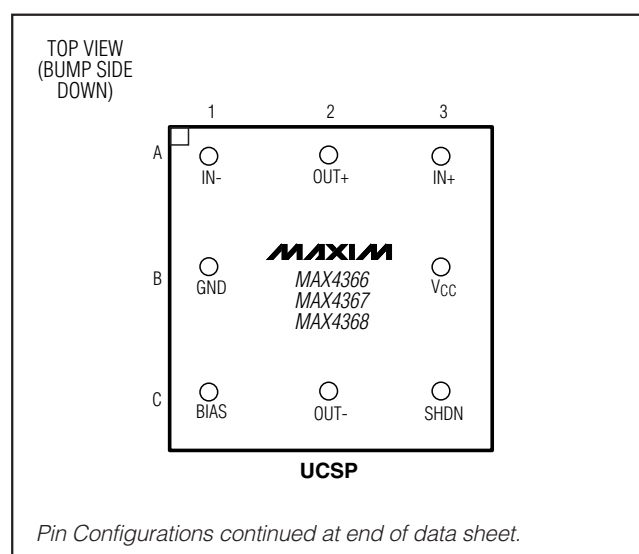 TOP VIEW
(BUMP SIDE
DOWN)
1 2 3
A
IN- OUT+ IN+
MAXIM
B
GND MAX4366 VCC
MAX4367
MAX4368
C
BIAS OUT- SHDN
UCSP
Pin Configurations continued at end of data sheet.